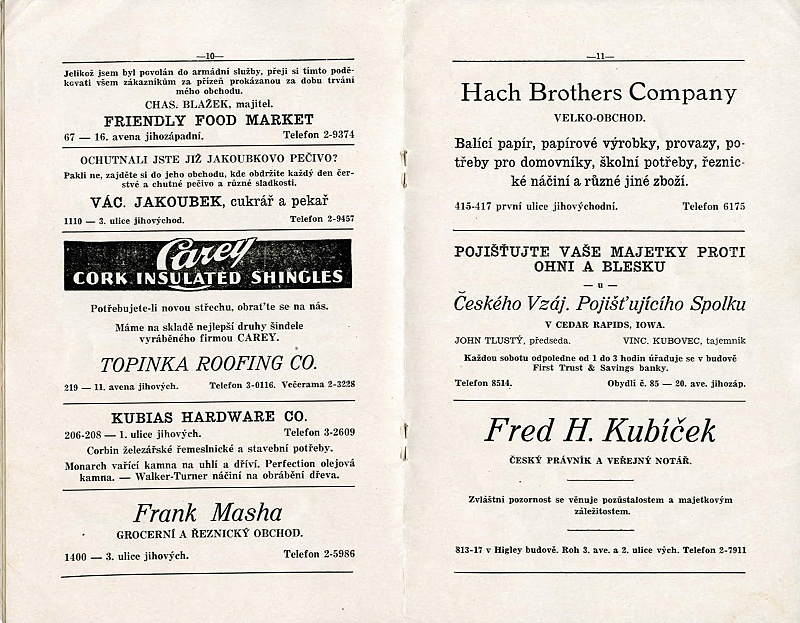 —10—
Jelikož jsem byl povolán do armádní služby, přeji si tímto podě-
kovati všem zákazníkům za přízeň prokázanou za dobu trvání
mého obchodu.
CHAS. BLAŽEK, majitel.
FRIENDLY FOOD MARKET
67 — 16. avena jihozápadní. Telefon 2-9374
OCHUTNALI JSTE JIŽ JAKOUBKOVO PEČIVO?
Pakli ne, zajděte si do jeho obchodu, kde obdržíte každý den čer-
stvé a chutné pečivo a různé sladkosti.
VÁC. JAKOUBEK, cukrář a pekař
1110 — 3. ulice jihovýchod. Telefon 2-9457
Carey
CORK INSULATED SHINGLES
Potřebujete-li novou střechu, obraťte se na nás.
Máme na skladě nejlepší druhy šindele
vyráběného firmou CAREY.
TOPINKA ROOFING CO.
219 — 11. avena jihových. Telefon 3-0116. Večerama 2-3228
KUBIAS HARDWARE CO.
206-208 — 1. ulice jihových. Telefon 3-2609
Corbin železářské řemeslnické a stavební potřeby.
Monarch vařící kamna na uhlí a dříví. Perfection olejová
kamna. — Walker-Turner náčiní na obrábění dřeva.
Frank Masha
GROCERNÍ A ŘEZNICKÝ OBCHOD.
1400 — 3. ulice jihových. Telefon 2-5986
—11—
Hach Brothers Company
VELKO-OBCHOD.
Balící papír, papírové výrobky, provazy, po-
třeby pro domovníky, školní potřeby, řeznic-
ké náčiní a různé jiné zboží.
415-417 první ulice jihovýchodní. Telefon 6175
POJIŠŤUJTE VAŠE MAJETKY PROTI
OHNI A BLESKU
— u —
Českého Vzáj. Pojišťujícího Spolku
V CEDAR RAPIDS, IOWA.
JOHN TLUSTÝ, předseda. VINC. KUBOVEC, tajemník
Každou sobotu odpoledne od 1 do 3 hodin úřaduje se v budově
First Trust & Savings banky.
Telefon 8514. Obydlí č. 85 — 20. ave. jihozáp.
Fred H. Kubíček
ČESKÝ PRÁVNÍK A VEŘEJNÝ NOTÁŘ.
Zvláštní pozornost se věnuje pozůstalostem a majetkovým
záležitostem.
813-17 v Higley budově. Roh 3. ave. a 2. ulice vých. Telefon 2-7911